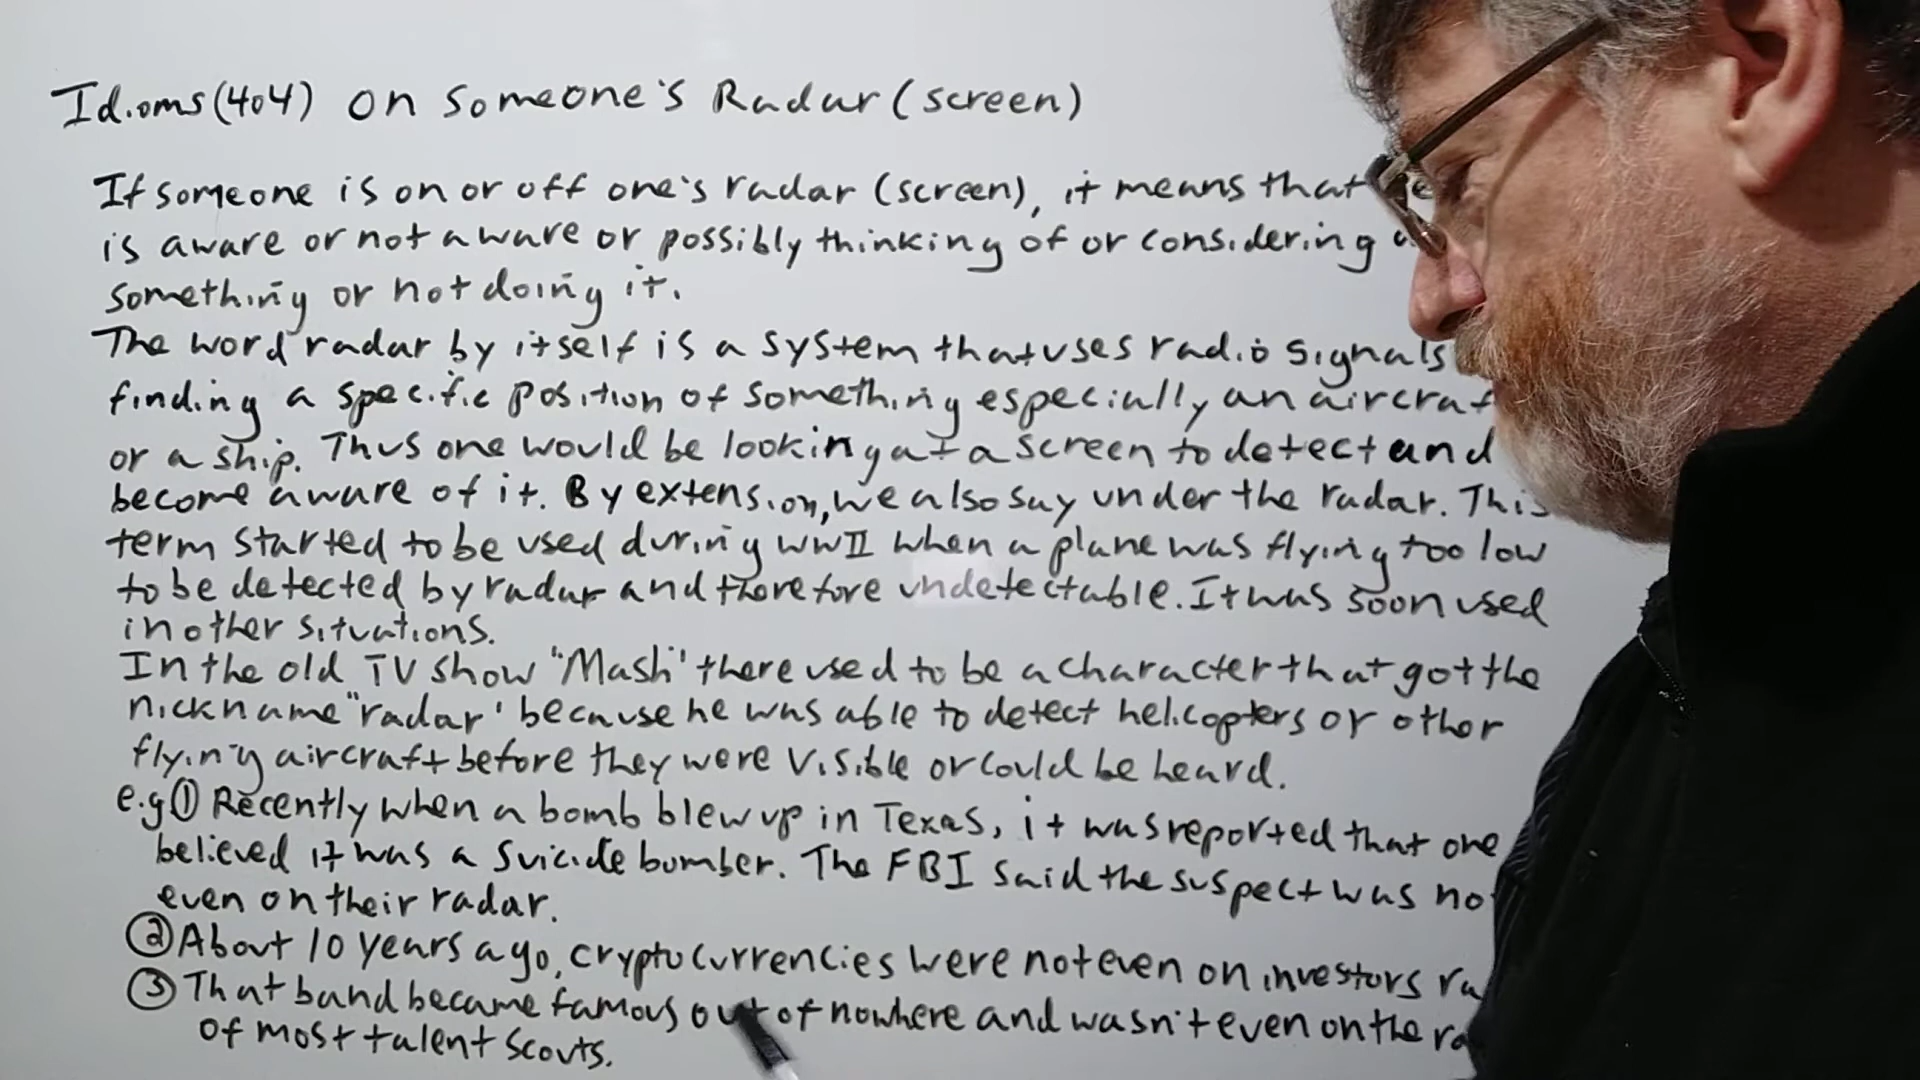 Idioms (404) on Someone's Radar (screen)
If someone is on or off one's radar (screen), it means that
is aware or not aware or possibly thinking of or considering
something or not doing it.
The word radar by itself is a system that uses radio signals
finding a specific position of something especially an aircraf
or a ship. Thus one would be looking at a screen to detect and
become aware of it. By extension, we also say under the radar. This
term started to be used during WWII when a plane was flying too low
to be detected by radar and therefore undetectable. It was soon used
in other situations.
In the old TV show "Mash' there used to be a character that got the
nickname "radar' because he was able to detect helicopters or other
flying aircraft before they were visible or could be heard.
e.g ① Recently when a bomb blew up in Texas, it was reported that one
believed it was a suicide bomber. The FBI said the suspect was no
even on their radar.
② About 10 years ago, cryptocurrencies were not even on investors ra
③ That band became famous out of nowhere and wasn't even on the ra
of most talent scouts.